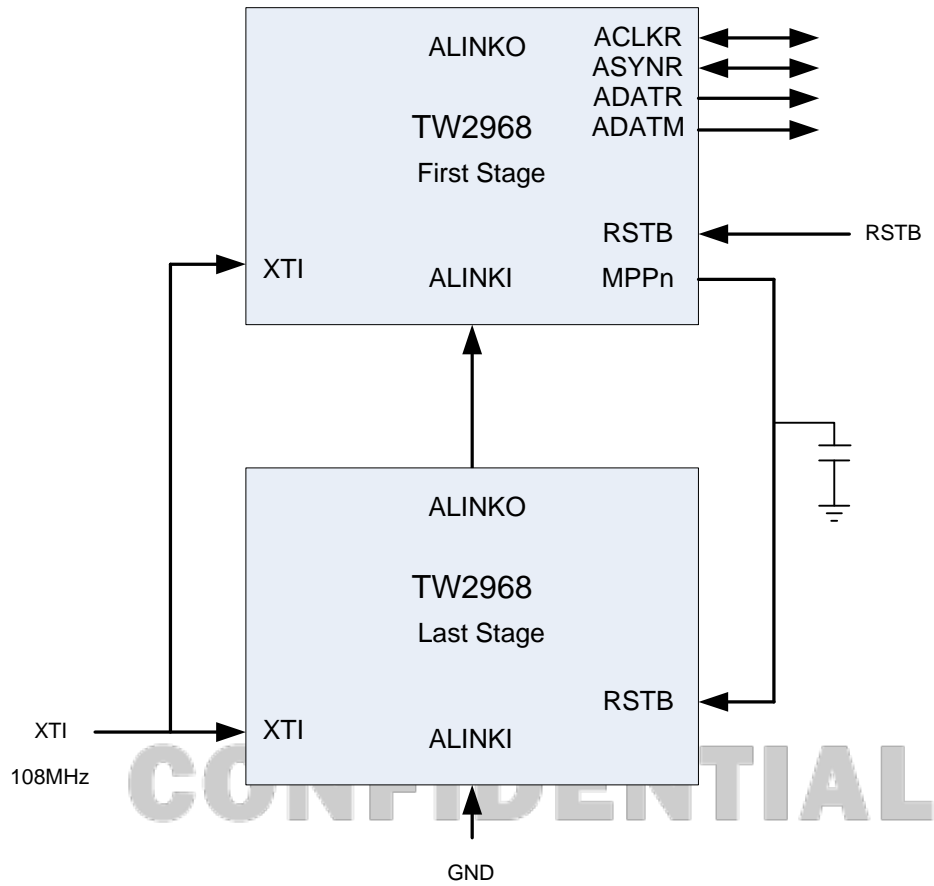 ALINKO
ACLKR
ASYNR
ADATR
ADATM
TW2968
First Stage
RSTB
RSTB
XTI
ALINKI
MPPn
ALINKO
TW2968
Last Stage
RSTB
XTI
XTI
ALINKI
108MHz
CONFIDENTIAL
GND